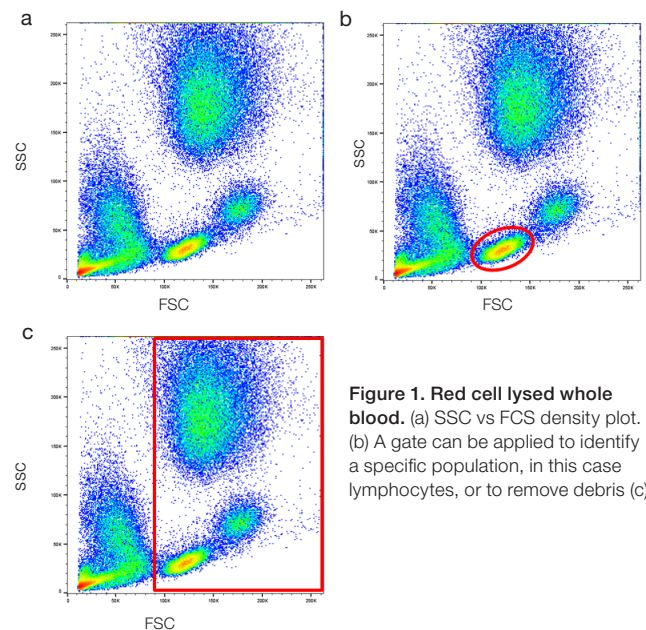 a
250K
200K
150K
100K
50K
0
SSC
0
50K
100K
150K
200K
250K
FSC
b
250K
200K
150K
100K
50K
0
SSC
0
50K
100K
150K
200K
250K
FSC
c
250K
200K
150K
100K
50K
0
SSC
0
50K
100K
150K
200K
250K
FSC
Figure 1. Red cell lysed whole
blood. (a) SSC vs FCS density plot.
(b) A gate can be applied to identify
a specific population, in this case
lymphocytes, or to remove debris (c)